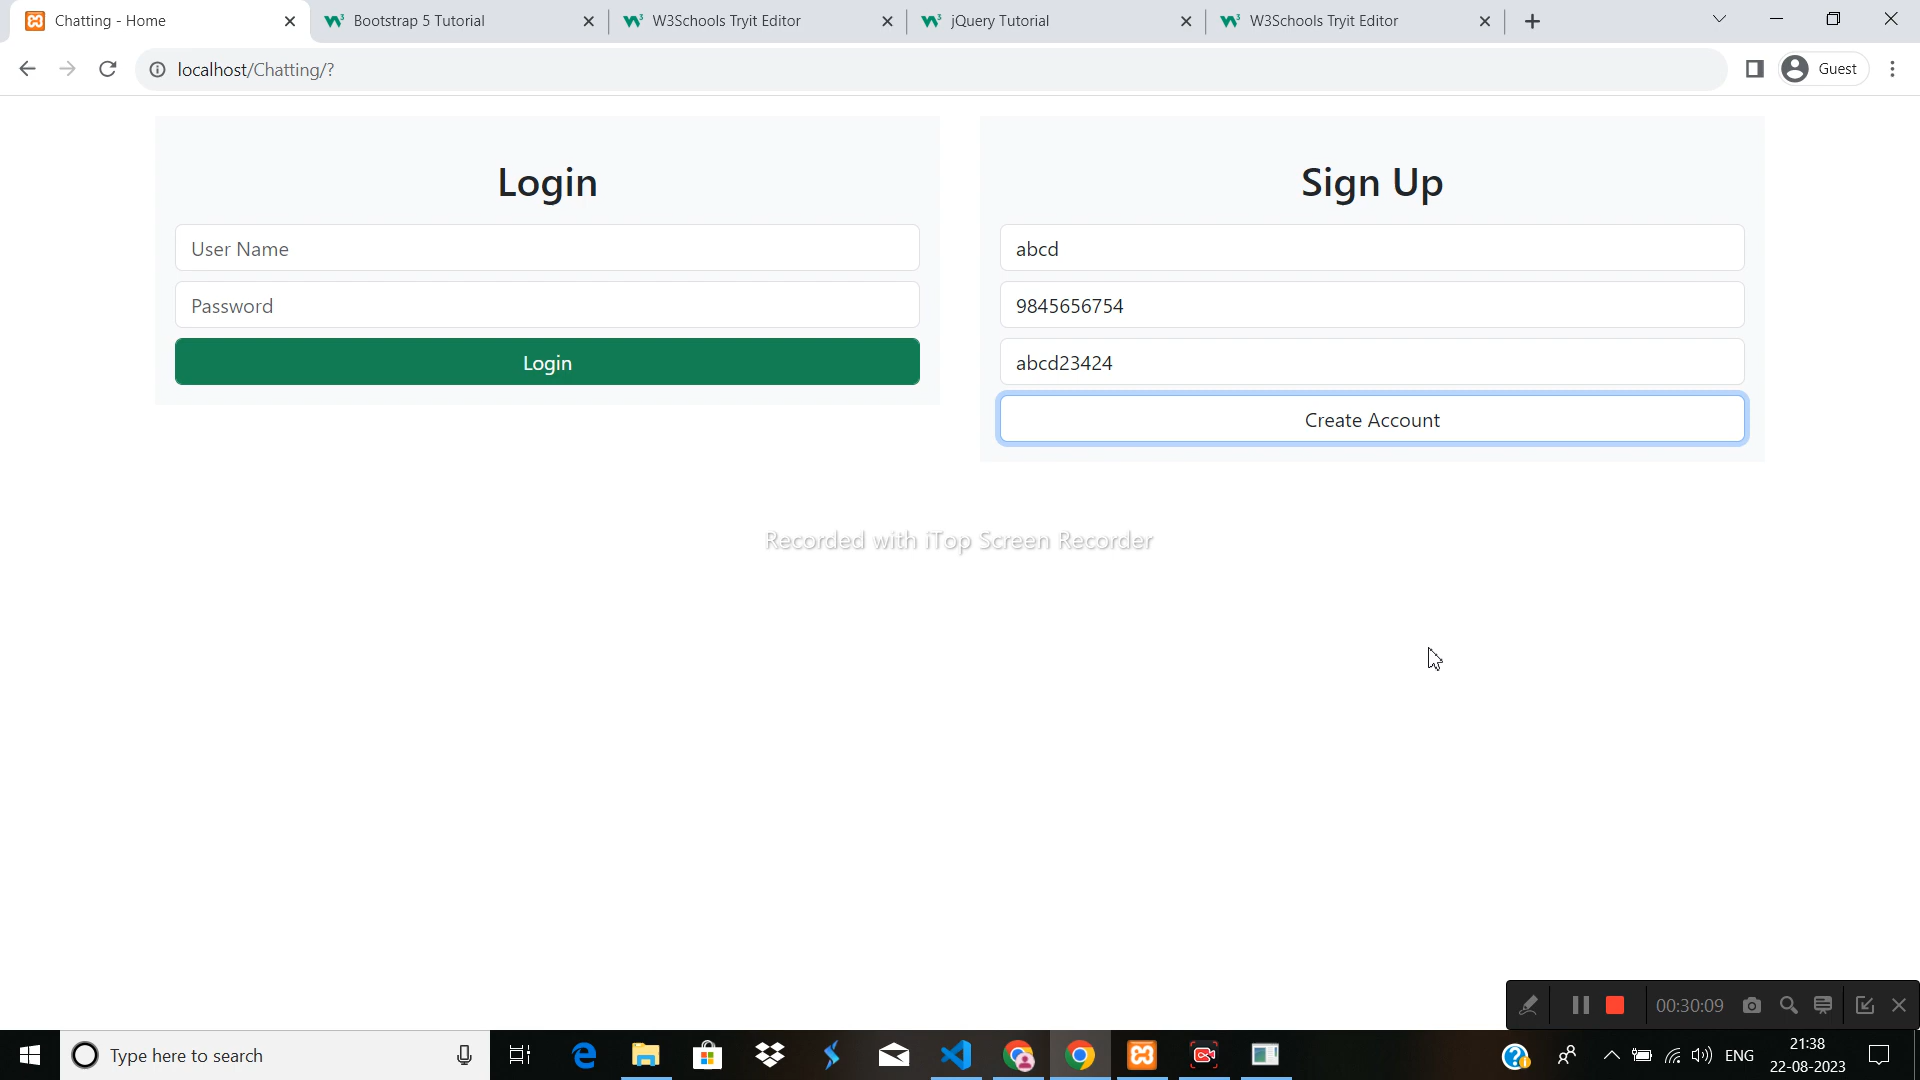 Chatting - Home
Bootstrap 5 Tutorial
W3Schools Tryit Editor
jQuery Tutorial
W3Schools Tryit Editor
localhost/Chatting/?
Guest
Login
User Name
Password
Login
Sign Up
abcd
9845656754
abcd23424
Create Account
Recorded with iTop Screen Recorder
00:30:09
Type here to search
ENG
21:38
22-08-2023